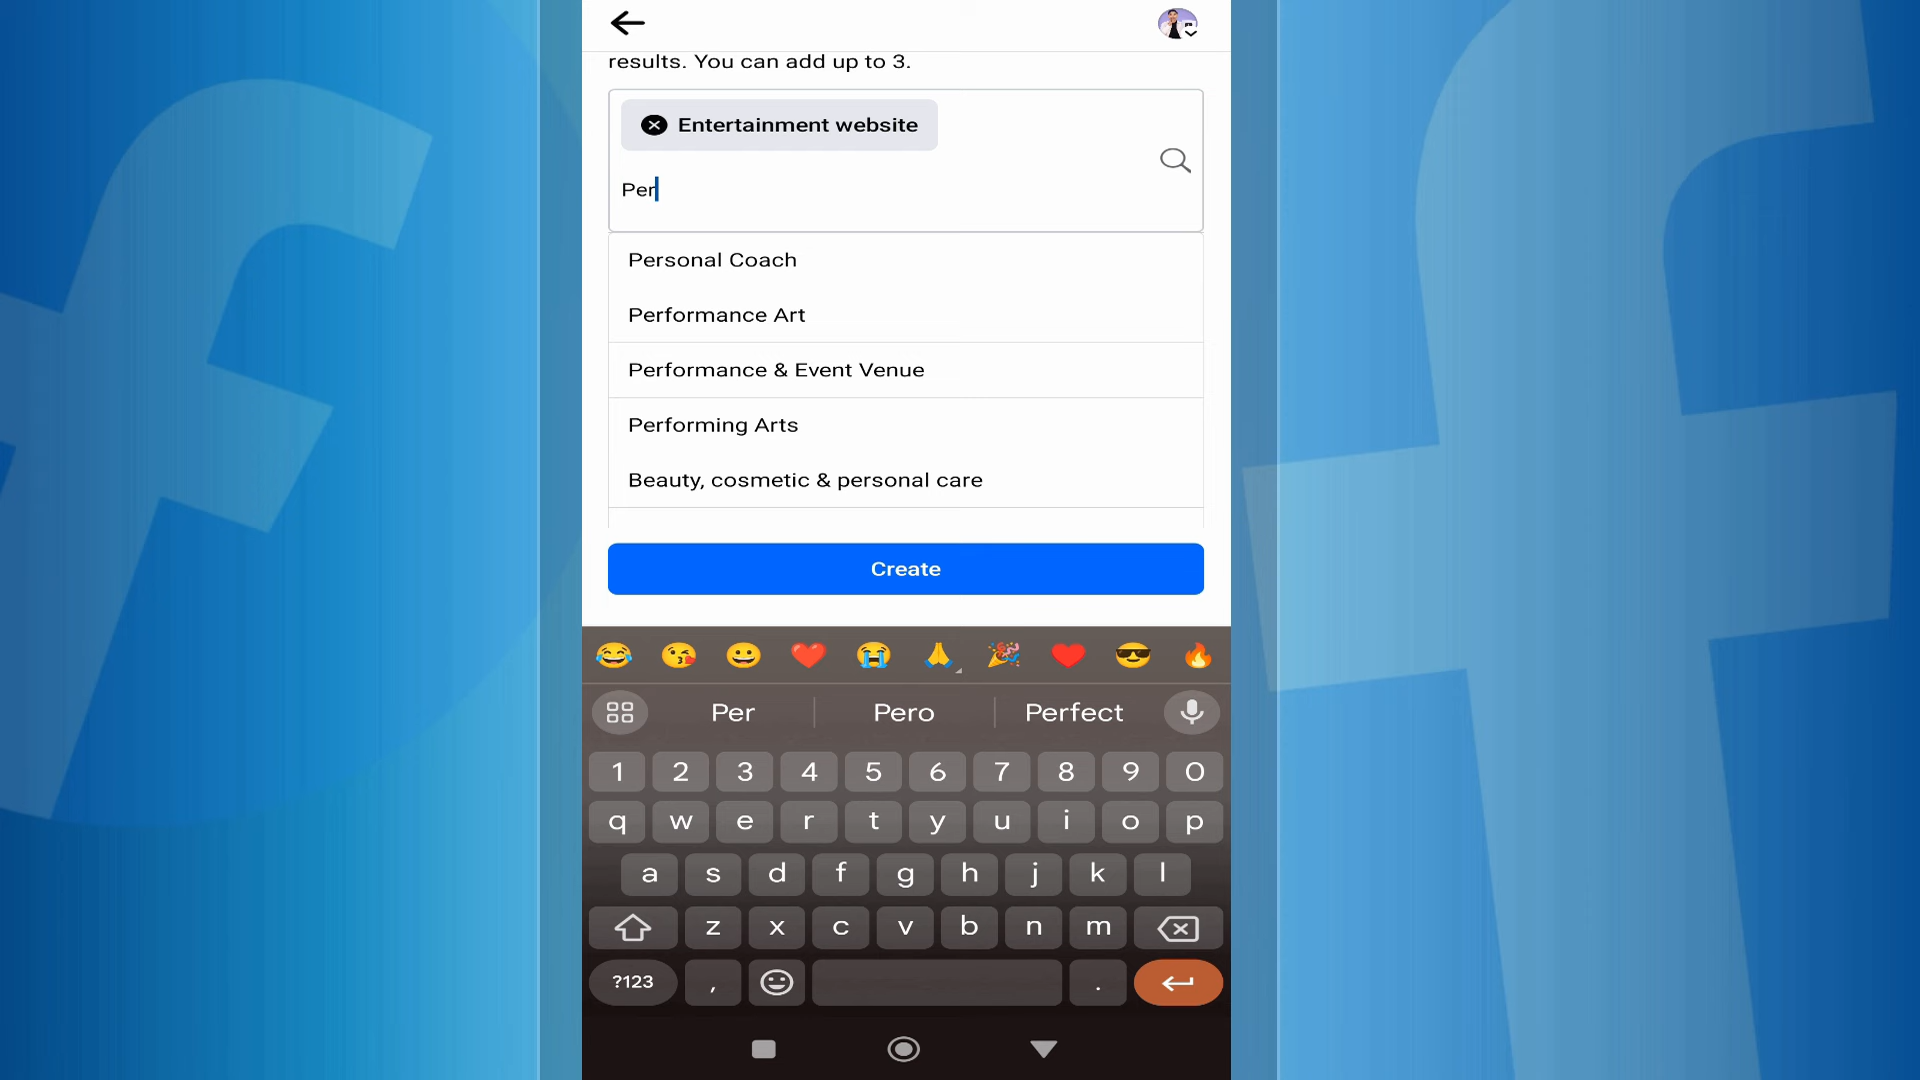 results. You can add up to 3.
Entertainment website
Per
Personal Coach
Performance Art
Performance & Event Venue
Performing Arts
Beauty, cosmetic & personal care
Create
Per Pero Perfect
1 2 3 4 5 6 7 8 9 0
q w e r t y u i o p
a s d f g h j k l
z x c v b n m
?123 , .